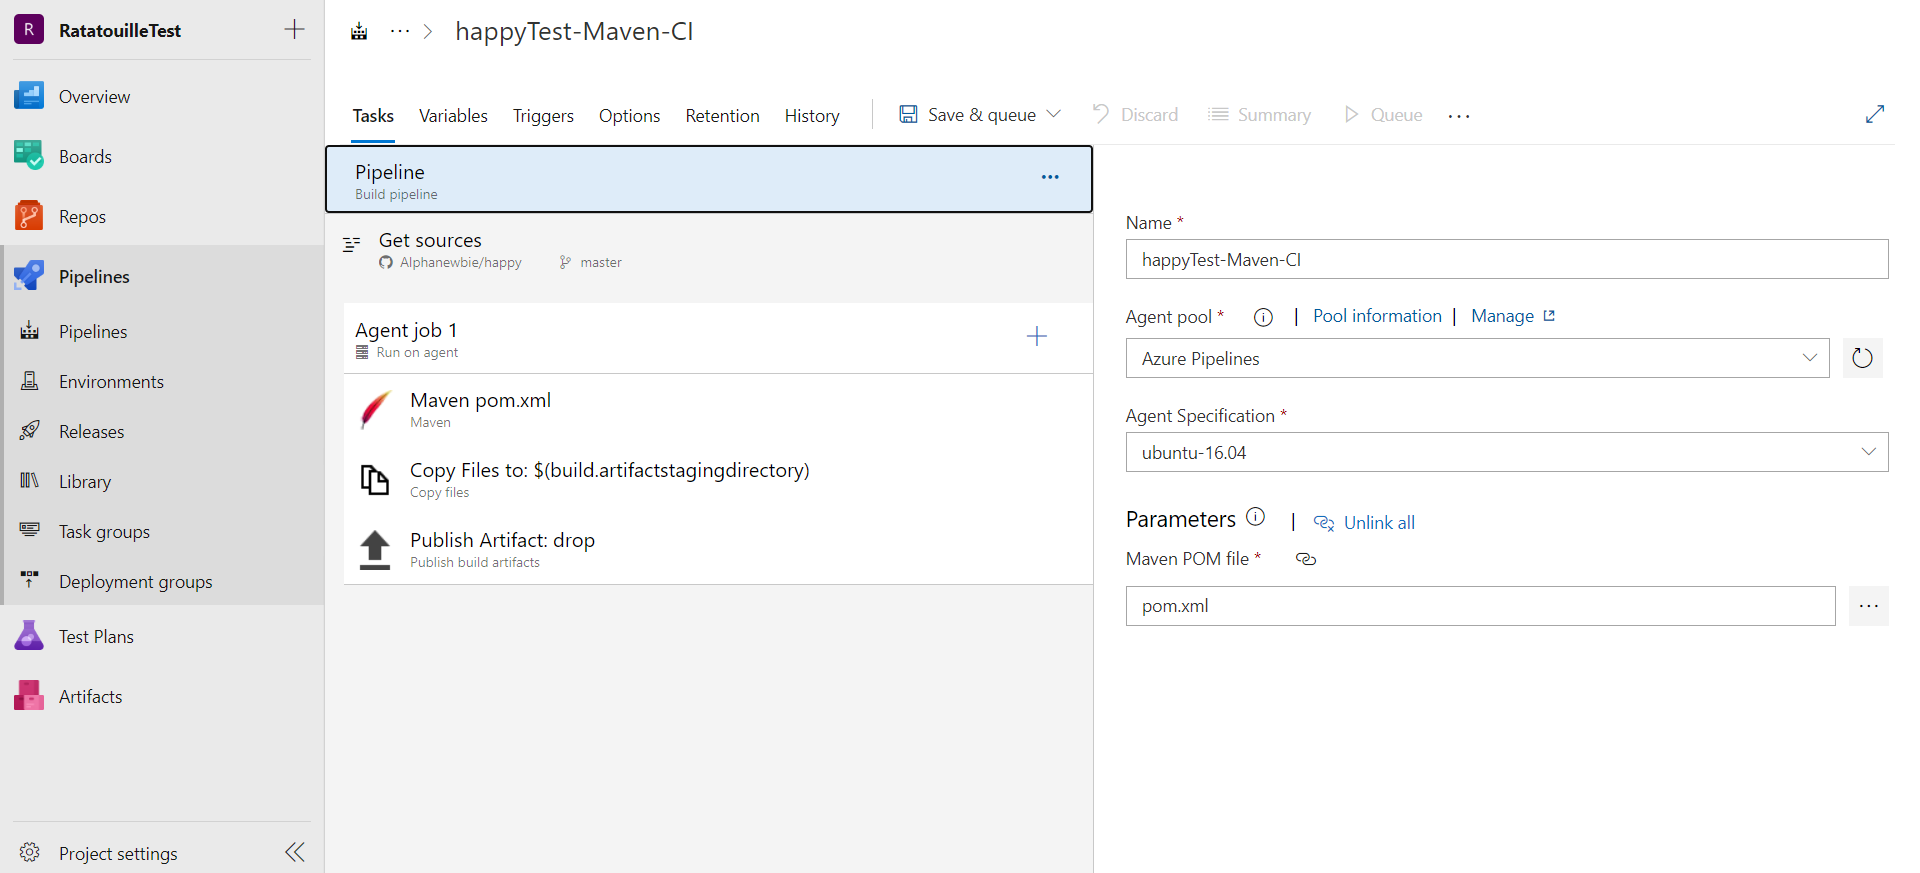 R RatatouilleTest
Overview
Boards
Repos
Pipelines
Pipelines
Environments
Releases
Library
Task groups
Deployment groups
Test Plans
Artifacts
Project settings
... > happyTest-Maven-CI
Tasks Variables Triggers Options Retention History Save & queue Discard Summary Queue ...
Pipeline
Build pipeline
...
Get sources
Alphanewbie/happy master
Agent job 1
Run on agent
Maven pom.xml
Maven
Copy Files to: $(build.artifactstagingdirectory)
Copy files
Publish Artifact: drop
Publish build artifacts
Name *
happyTest-Maven-CI
Agent pool * | Pool information | Manage
Azure Pipelines
Agent Specification *
ubuntu-16.04
Parameters | Unlink all
Maven POM file *
pom.xml
...